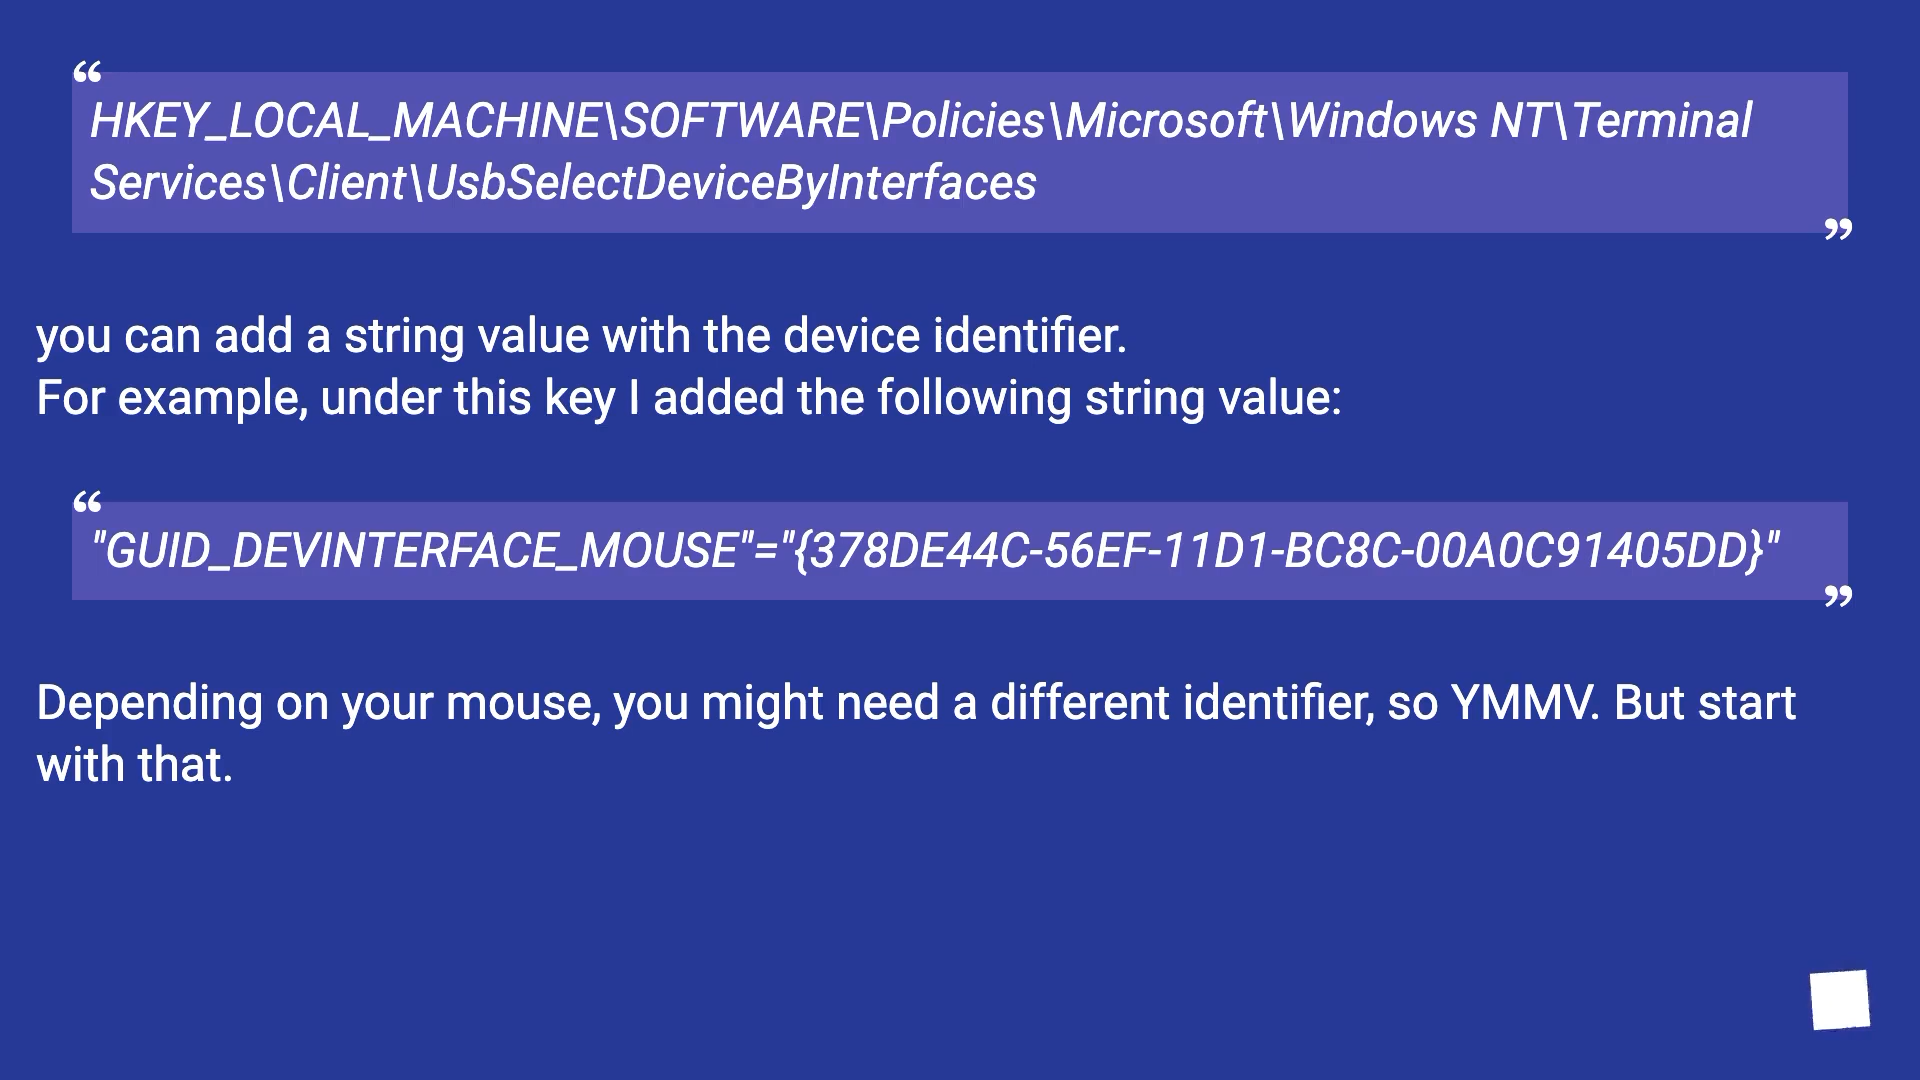 “
HKEY_LOCAL_MACHINE\SOFTWARE\Policies\Microsoft\Windows NT\Terminal
Services\Client\UsbSelectDeviceByInterfaces
”
you can add a string value with the device identifier.
For example, under this key I added the following string value:
“
"GUID_DEVINTERFACE_MOUSE"="{378DE44C-56EF-11D1-BC8C-00A0C91405DD}"
”
Depending on your mouse, you might need a different identifier, so YMMV. But start
with that.